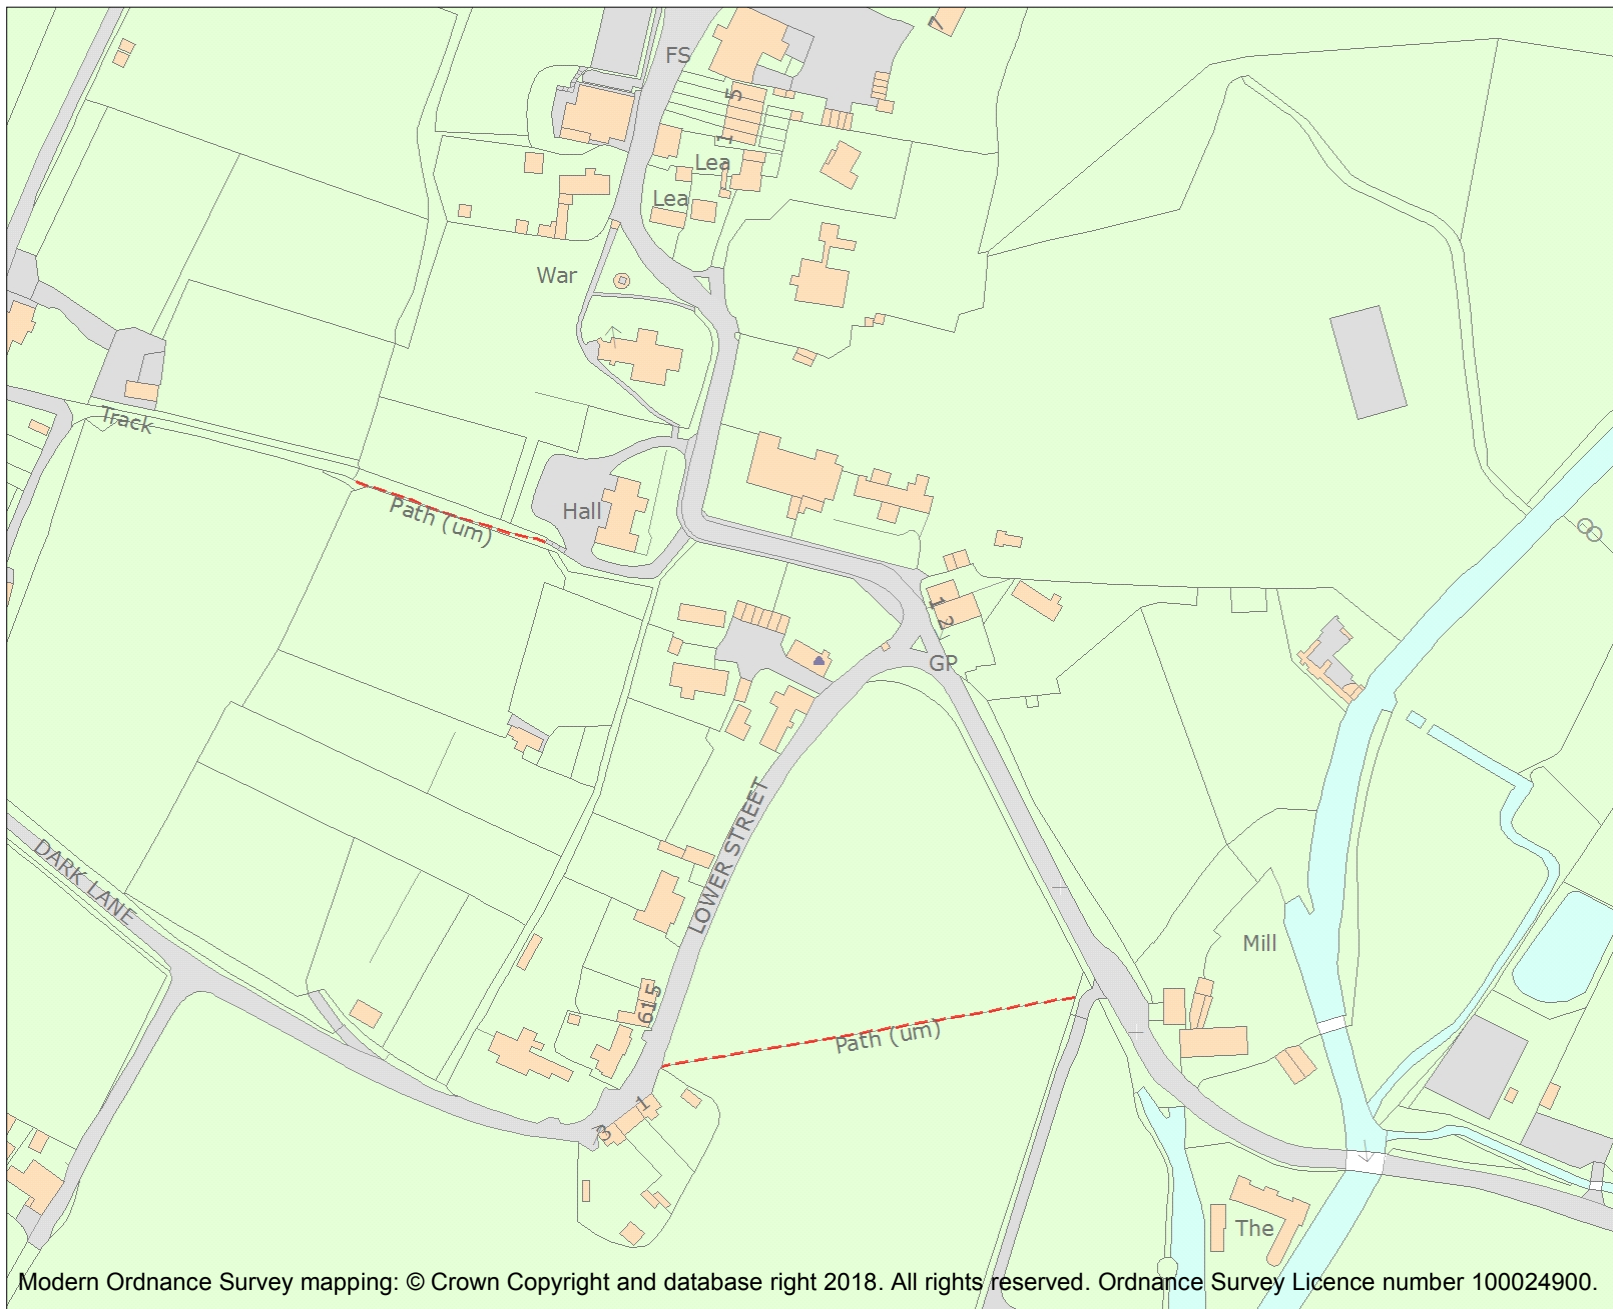 FS
7
5
1
Lea
Lea
War
Track
Path (um)
Hall
1
2
GP
LOWER STREET
DARK LANE
Mill
615
Path (um)
1
3
The
Modern Ordnance Survey mapping: © Crown Copyright and database right 2018. All rights reserved. Ordnance Survey Licence number 100024900.